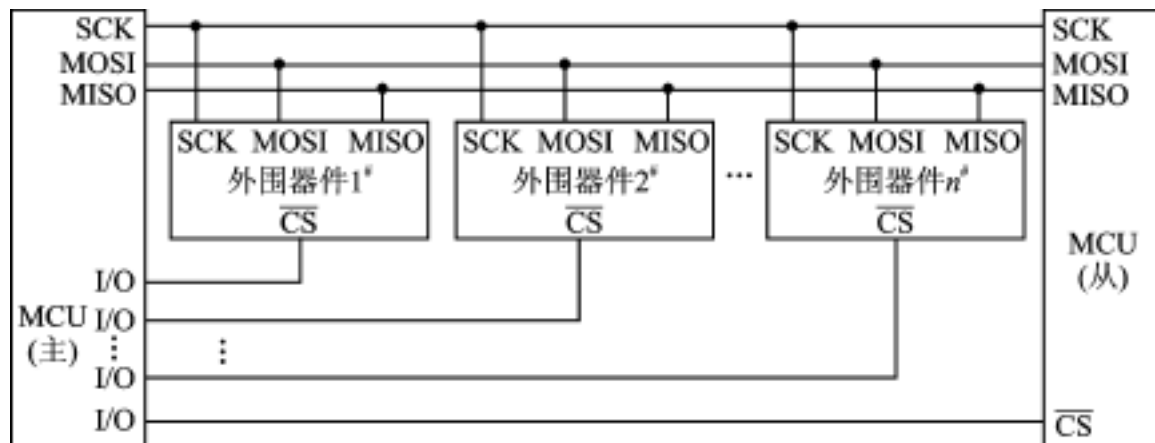 SCK SCK
MOSI MOSI
MISO MISO
SCK MOSI MISO SCK MOSI MISO SCK MOSI MISO
外围器件1# 外围器件2# … 外围器件n#
CS CS CS
MCU
(从)
I/O
MCU I/O
(主) ⋮ ⋮
I/O
I/O CS